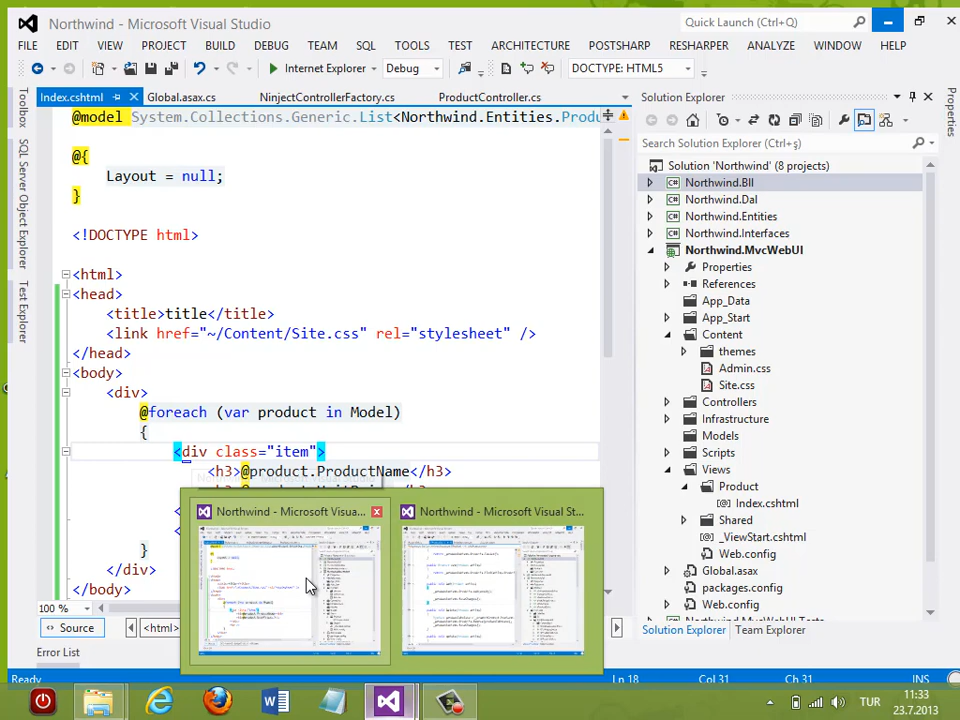 Northwind - Microsoft Visual Studio
Quick Launch (Ctrl+Q)
FILE EDIT VIEW PROJECT BUILD DEBUG TEAM SQL TOOLS TEST ARCHITECTURE POSTSHARP RESHARPER ANALYZE WINDOW HELP
Internet Explorer Debug DOCTYPE: HTML5
Toolbox
SQL Server Object Explorer
Test Explorer
Index.cshtml Global.asax.cs NinjectControllerFactory.cs ProductController.cs
@model System.Collections.Generic.List<Northwind.Entities.Produ
@{
Layout = null;
}
<!DOCTYPE html>
<html>
<head>
<title>title</title>
<link href="~/Content/Site.css" rel="stylesheet" />
</head>
<body>
<div>
@foreach (var product in Model)
{
<div class="item">
<h3>@product.ProductName</h3>
}
</div>
</body>
100 %
Source <html>
Error List
Northwind - Microsoft Visua...
Northwind - Microsoft Visual St...
Solution Explorer
Search Solution Explorer (Ctrl+ş)
Solution 'Northwind' (8 projects)
Northwind.Bll
Northwind.Dal
Northwind.Entities
Northwind.Interfaces
Northwind.MvcWebUI
Properties
References
App_Data
App_Start
Content
themes
Admin.css
Site.css
Controllers
Infrastructure
Models
Scripts
Views
Product
Index.cshtml
Shared
_ViewStart.cshtml
Web.config
Global.asax
packages.config
Web.config
Solution Explorer Team Explorer
Properties
Ready Ln 18 Col 31 Ch 31 INS
TUR
11:33
23.7.2013